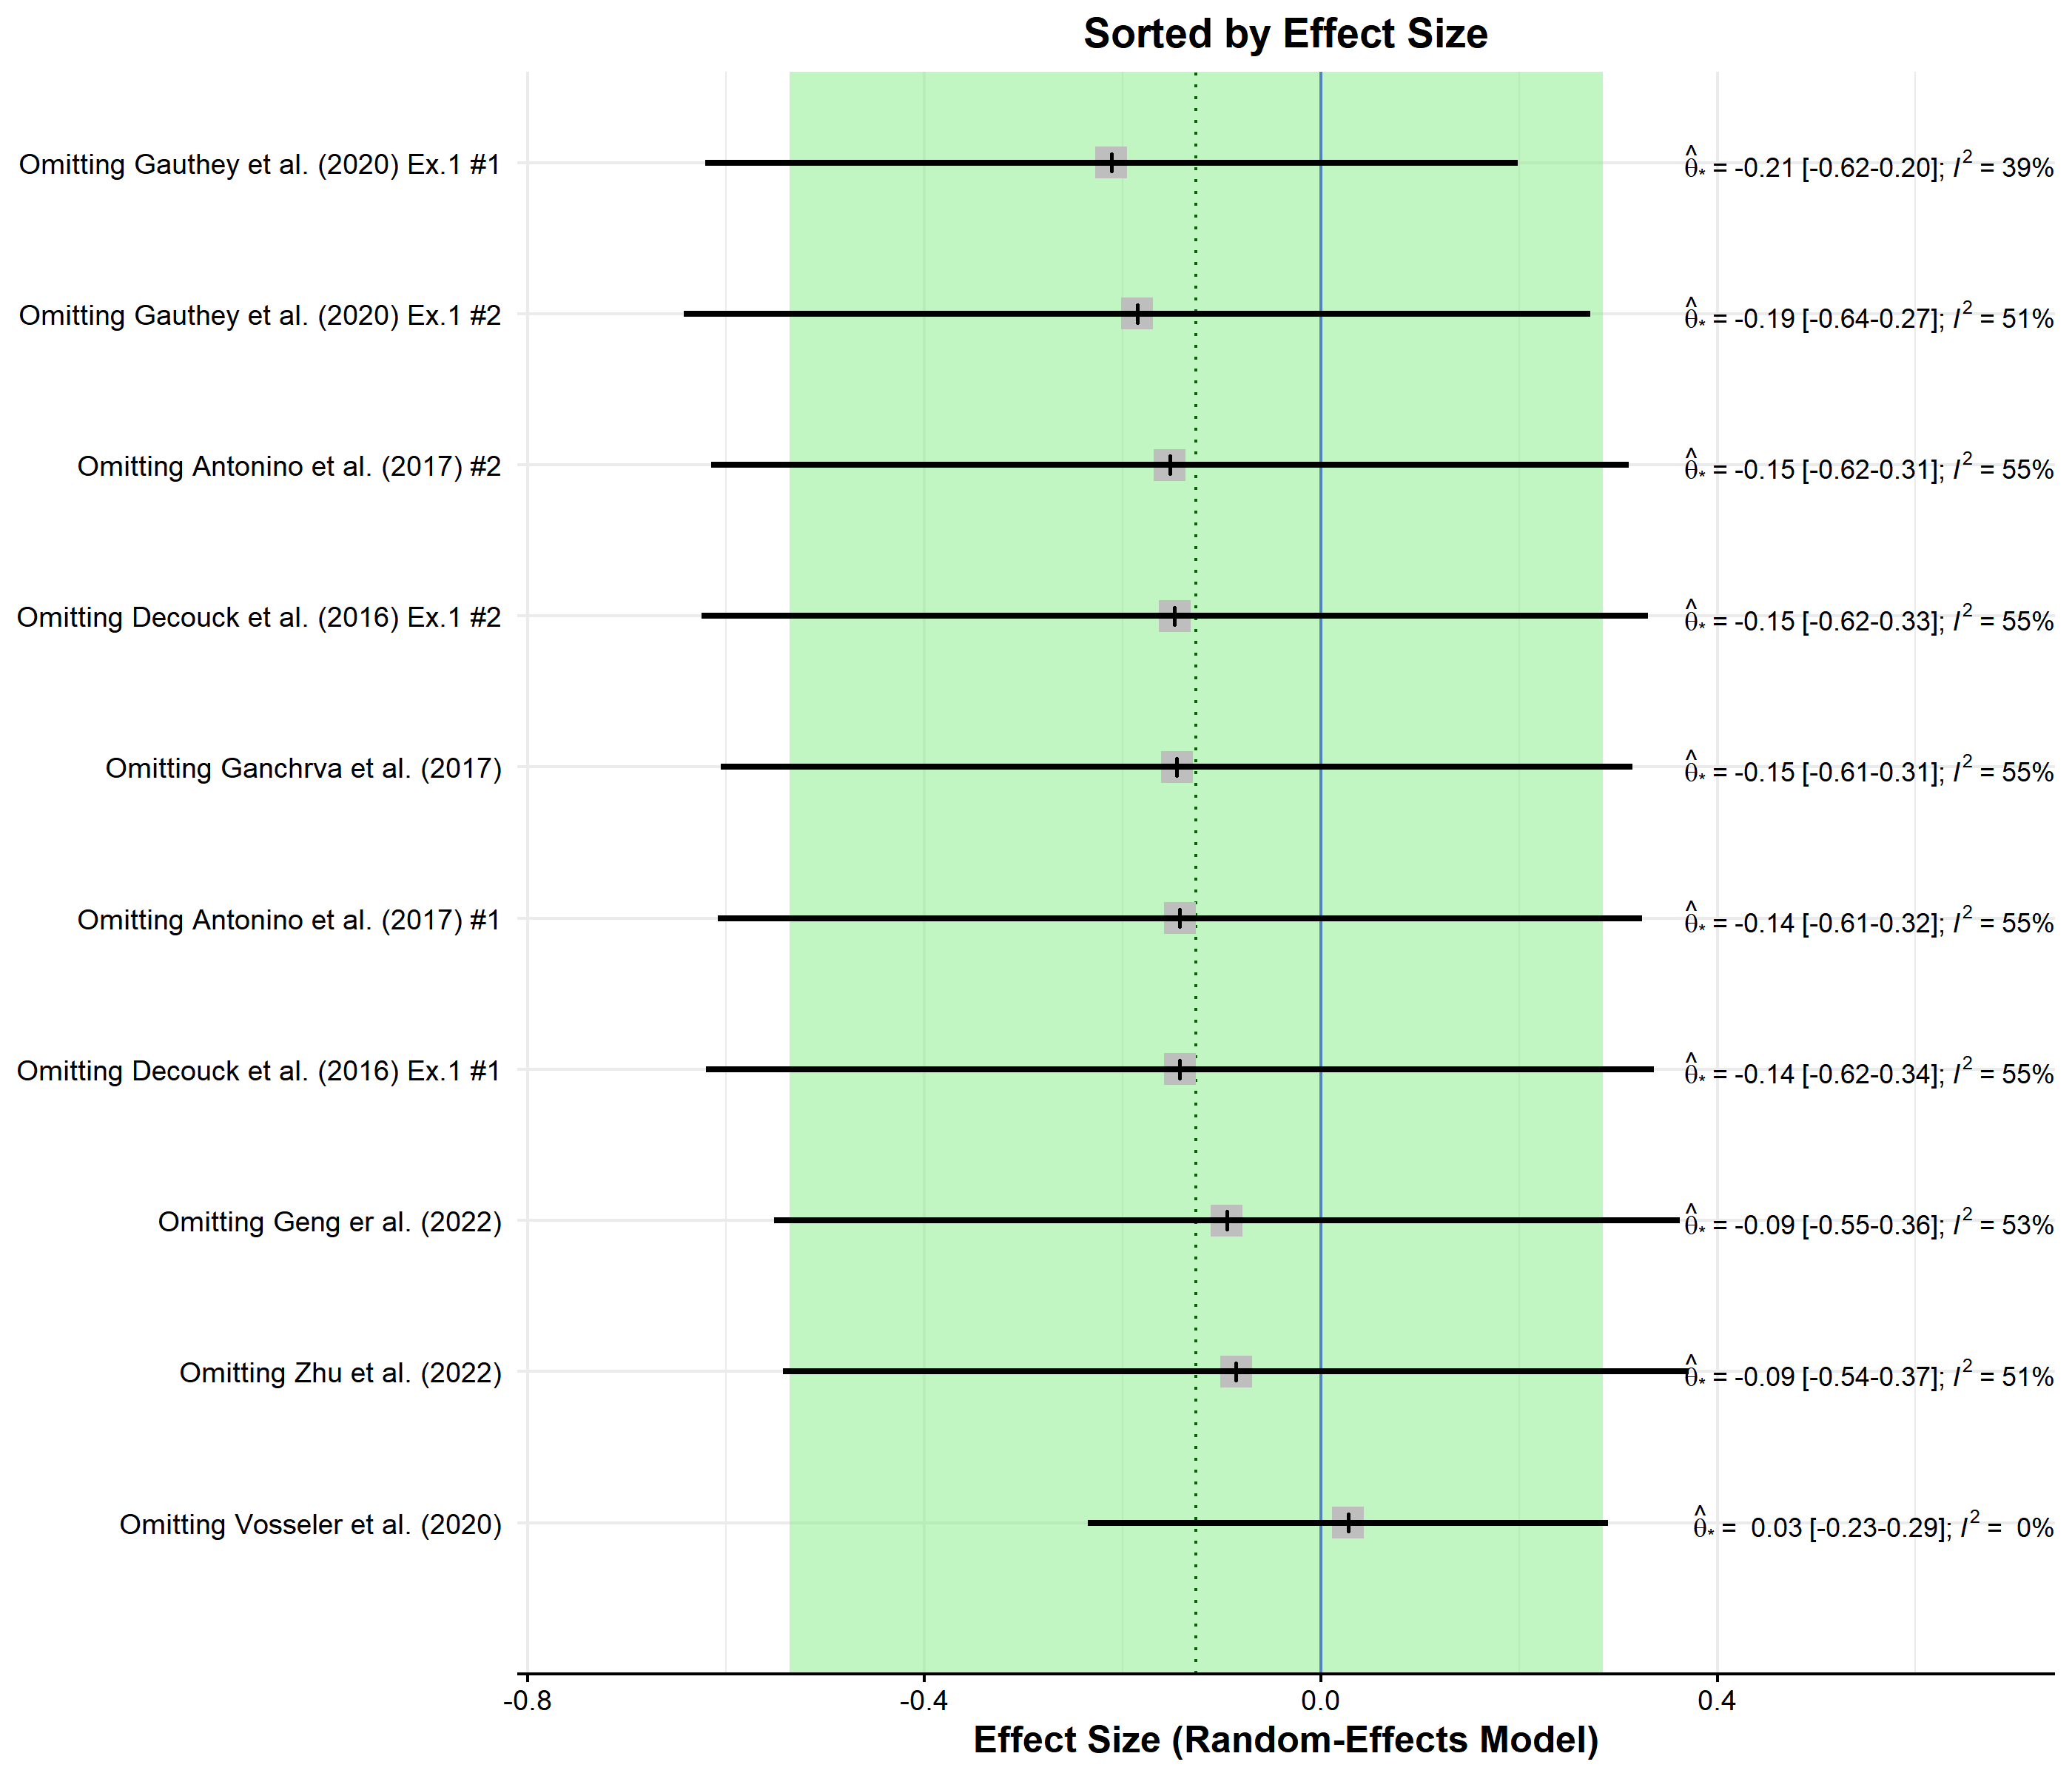 Sorted by Effect Size
Omitting Gauthey et al. (2020) Ex.1 #1 θ̂* = -0.21 [-0.62-0.20]; I² = 39%
Omitting Gauthey et al. (2020) Ex.1 #2 θ̂* = -0.19 [-0.64-0.27]; I² = 51%
Omitting Antonino et al. (2017) #2 θ̂* = -0.15 [-0.62-0.31]; I² = 55%
Omitting Decouck et al. (2016) Ex.1 #2 θ̂* = -0.15 [-0.62-0.33]; I² = 55%
Omitting Ganchrva et al. (2017) θ̂* = -0.15 [-0.61-0.31]; I² = 55%
Omitting Antonino et al. (2017) #1 θ̂* = -0.14 [-0.61-0.32]; I² = 55%
Omitting Decouck et al. (2016) Ex.1 #1 θ̂* = -0.14 [-0.62-0.34]; I² = 55%
Omitting Geng er al. (2022) θ̂* = -0.09 [-0.55-0.36]; I² = 53%
Omitting Zhu et al. (2022) θ̂* = -0.09 [-0.54-0.37]; I² = 51%
Omitting Vosseler et al. (2020) θ̂* = 0.03 [-0.23-0.29]; I² = 0%
-0.8 -0.4 0.0 0.4
Effect Size (Random-Effects Model)